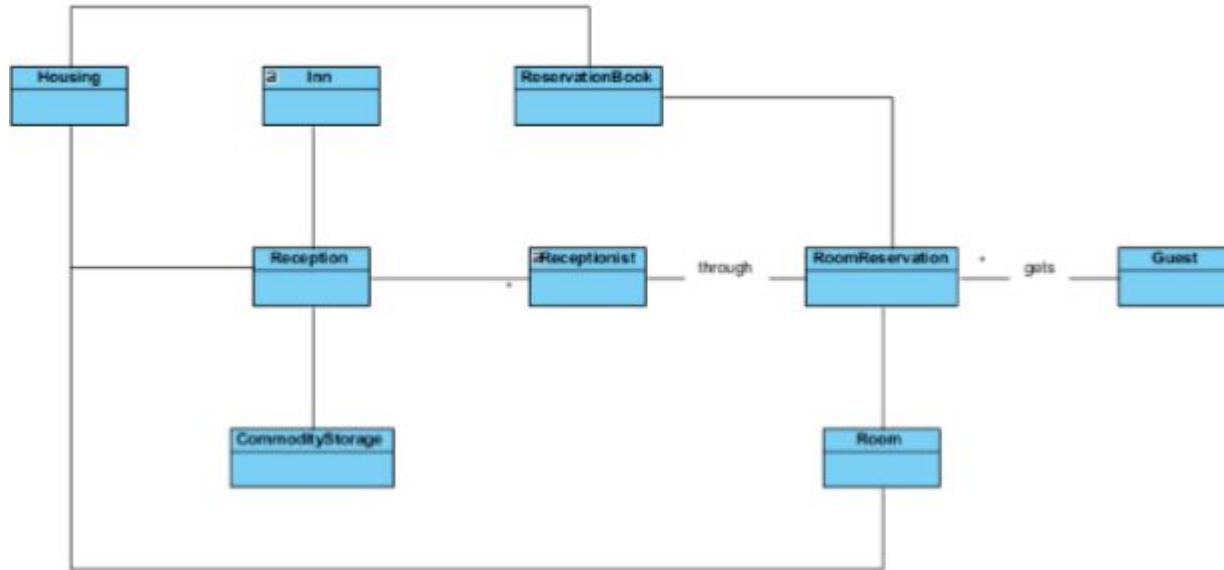 Housing
a Inn
ReservationBook
Reception
*
a Receptionist
through
RoomReservation
*
gets
Guest
CommodityStorage
Room